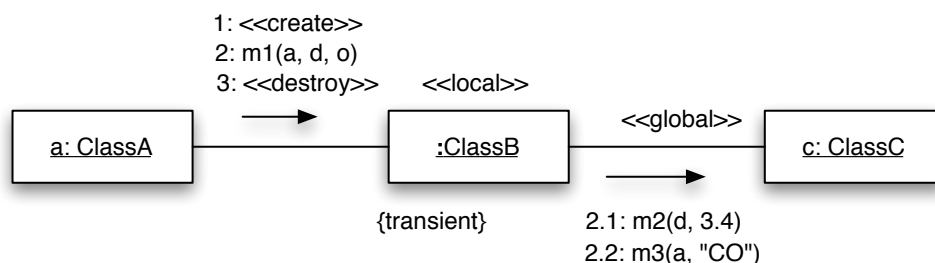 1: <<create>>
2: m1(a, d, o)
3: <<destroy>>
<<local>>
<<global>>
a: ClassA
:ClassB
c: ClassC
{transient}
2.1: m2(d, 3.4)
2.2: m3(a, "CO")